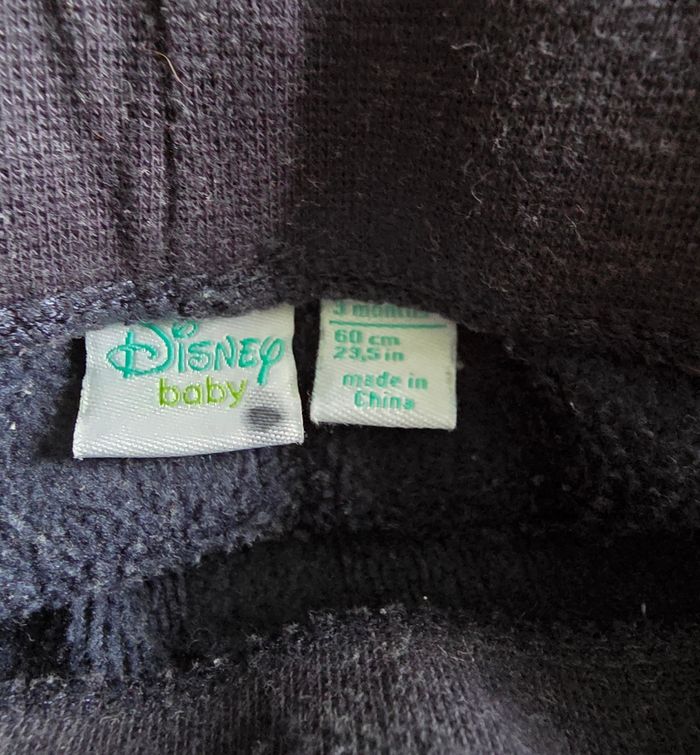 Disney
baby
3 months
60 cm
23,5 in
made in
China